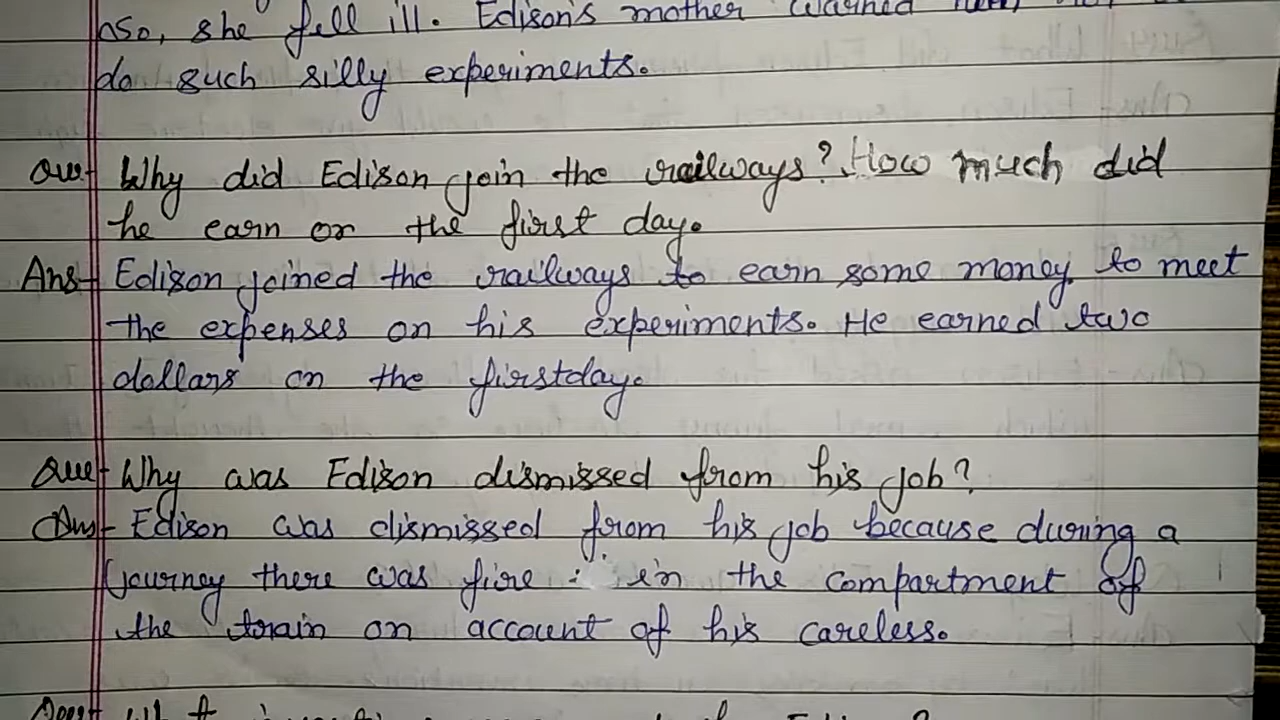 so, she fell ill. Edison's mother warned
do such silly experiments.
Que- Why did Edison join the railways? How much did
he earn on the first day.
Ans- Edison joined the railways to earn some money to meet
the expenses on his experiments. He earned two
dollars on the firstday.
Que- Why was Edison dismissed from his job?
Ans- Edison was dismissed from his job because during a
journey there was fire in the compartment of
the train on account of his careless.